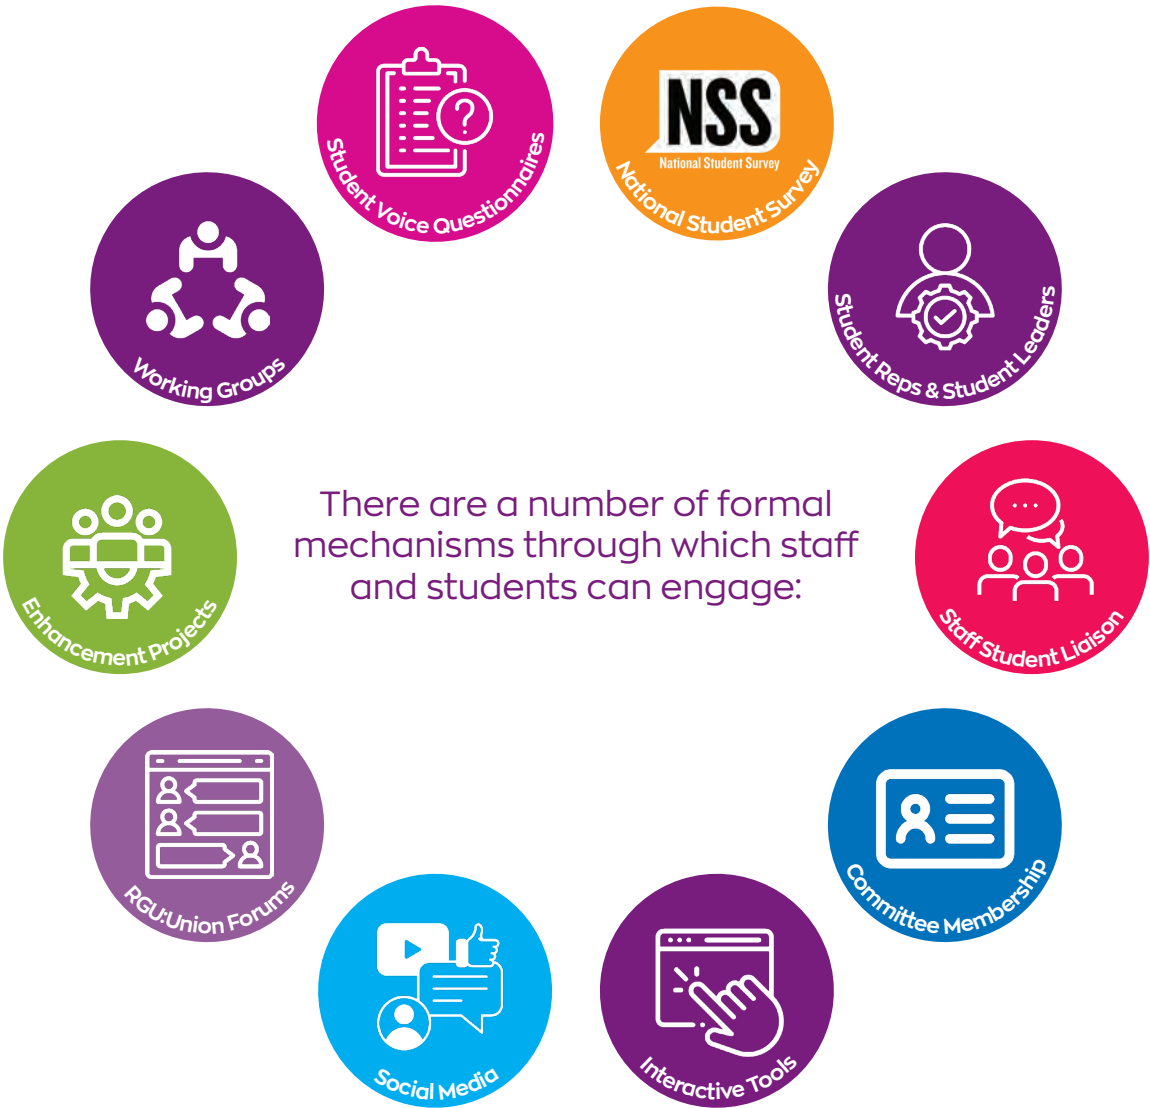 Student Voice Questionnaires
NSS
National Student Survey
National Student Survey
Working Groups
Student Reps & Student Leaders
There are a number of formal
mechanisms through which staff
and students can engage:
Enhancement Projects
Staff Student Liaison
RGU:Union Forums
Committee Membership
Social Media
Interactive Tools